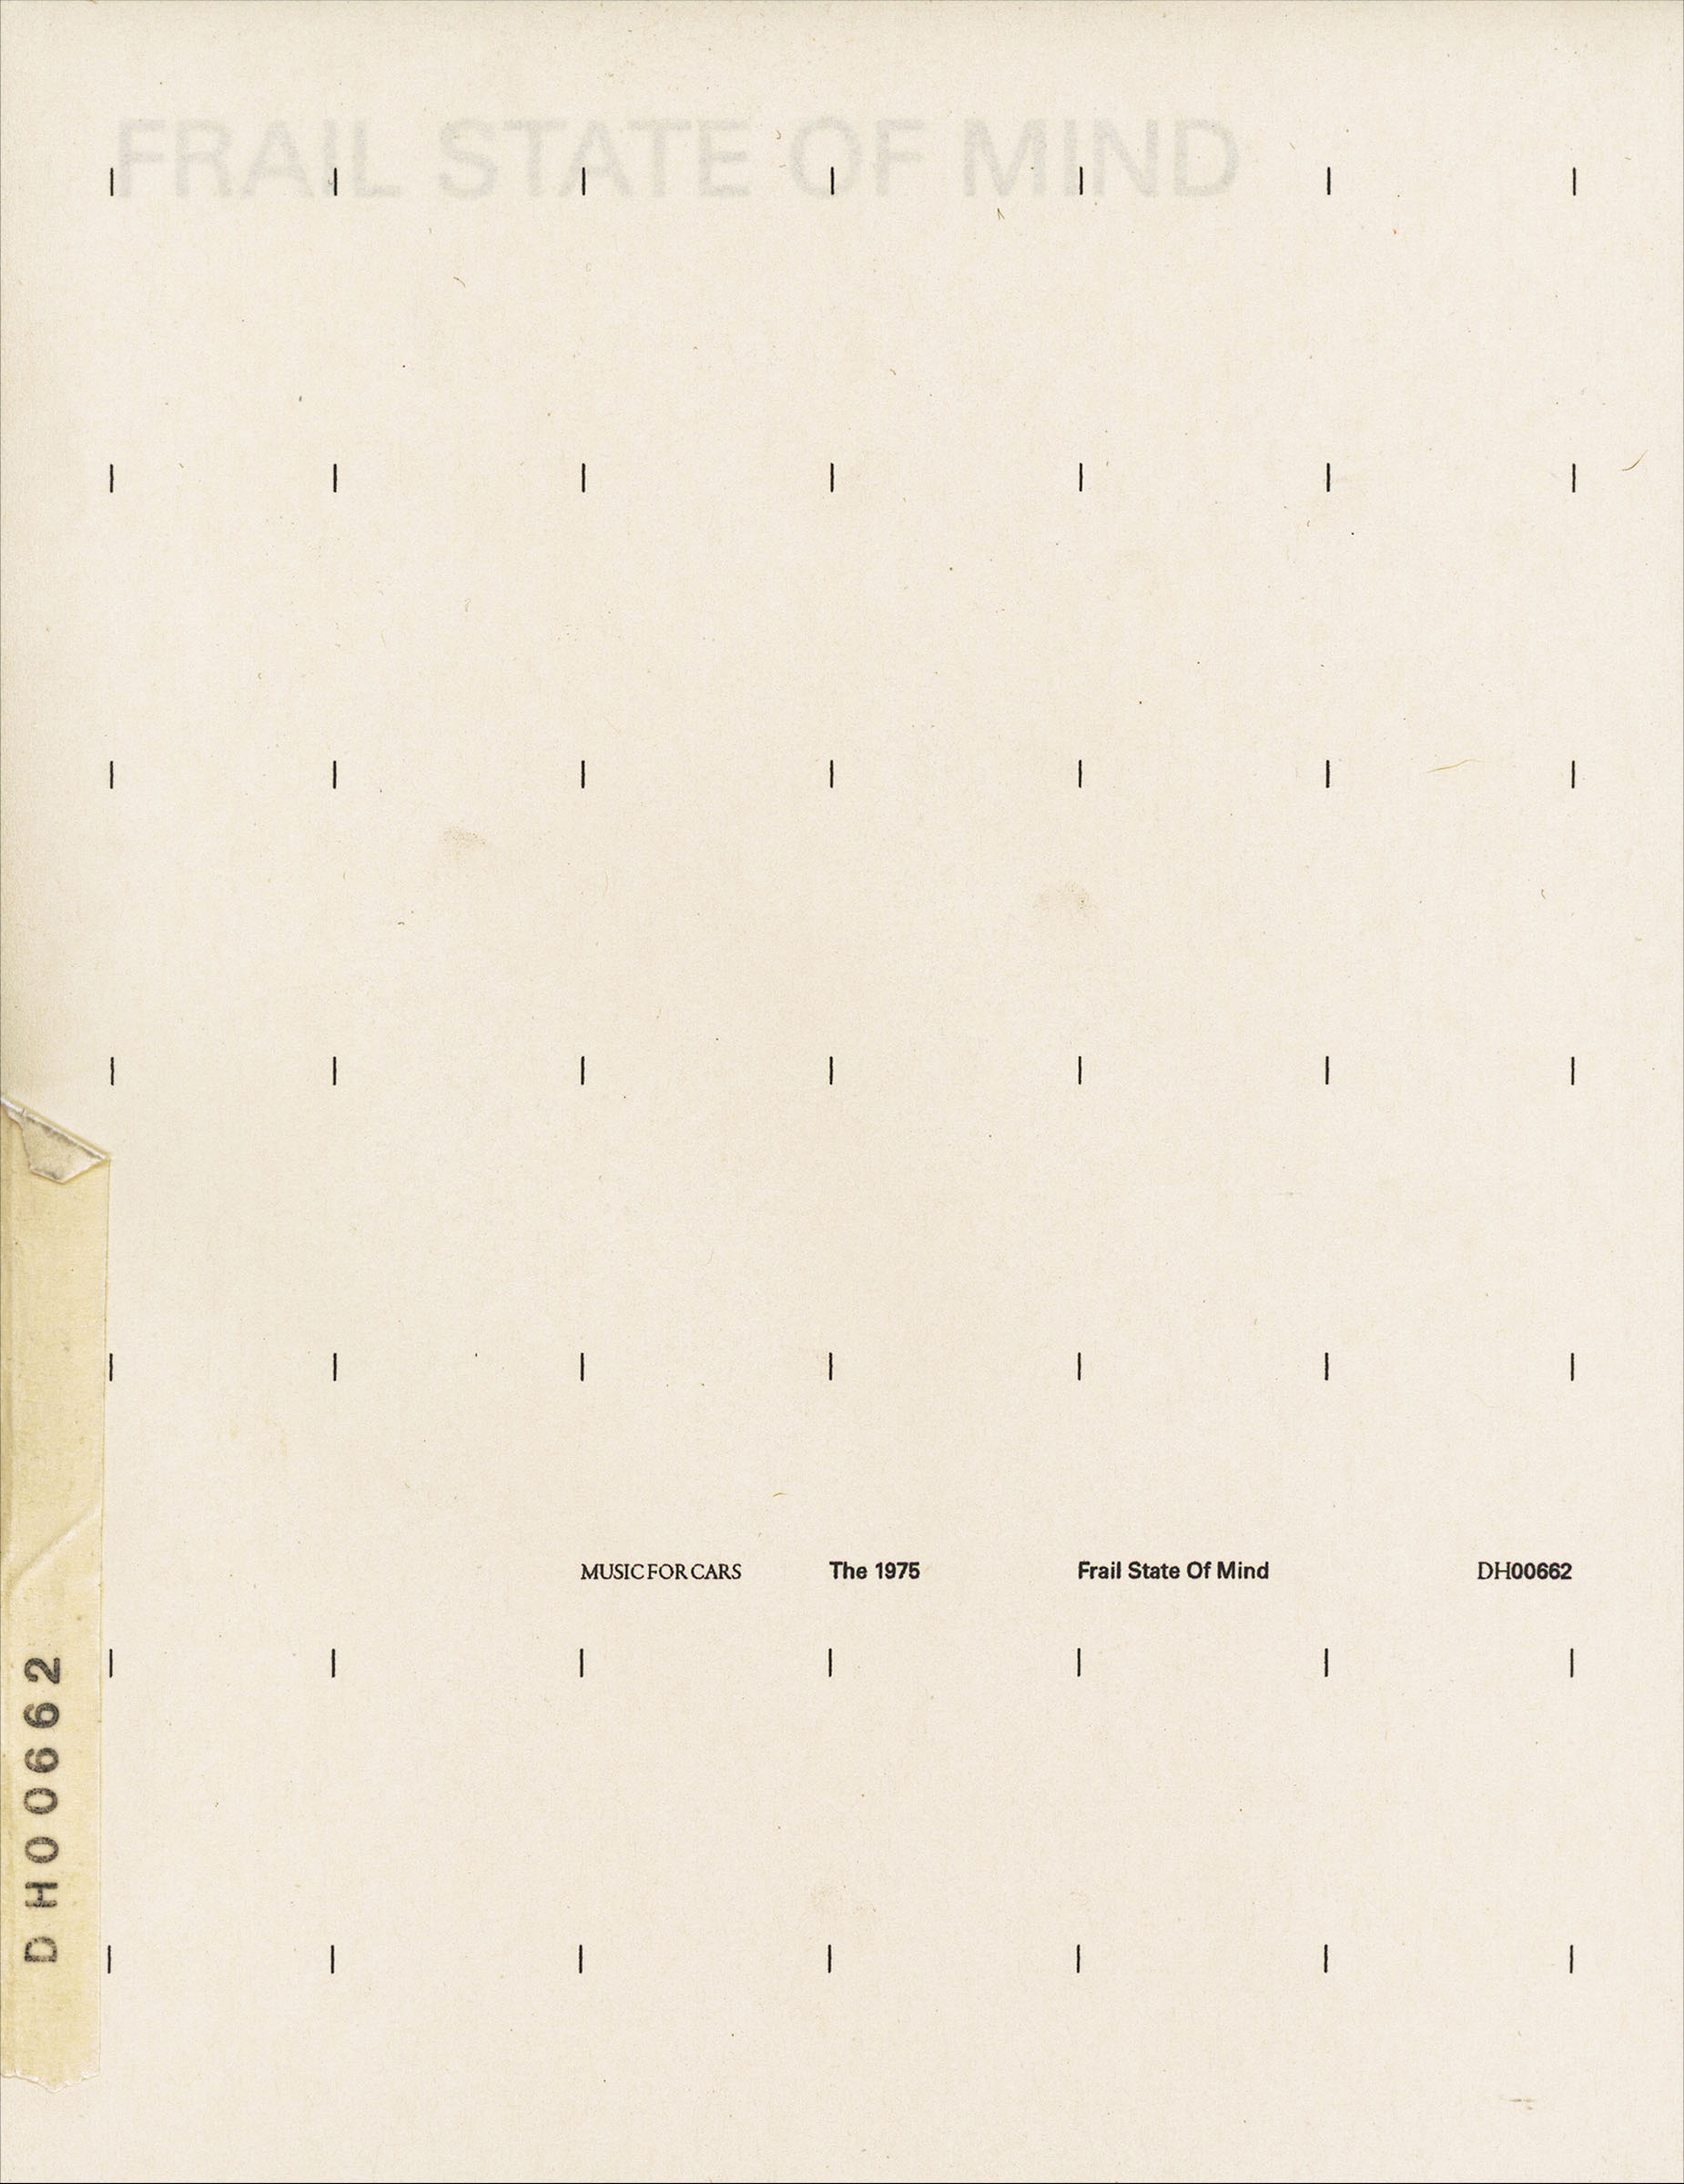 FRAIL STATE OF MIND
MUSIC FOR CARS The 1975 Frail State Of Mind DH00662
DH00662